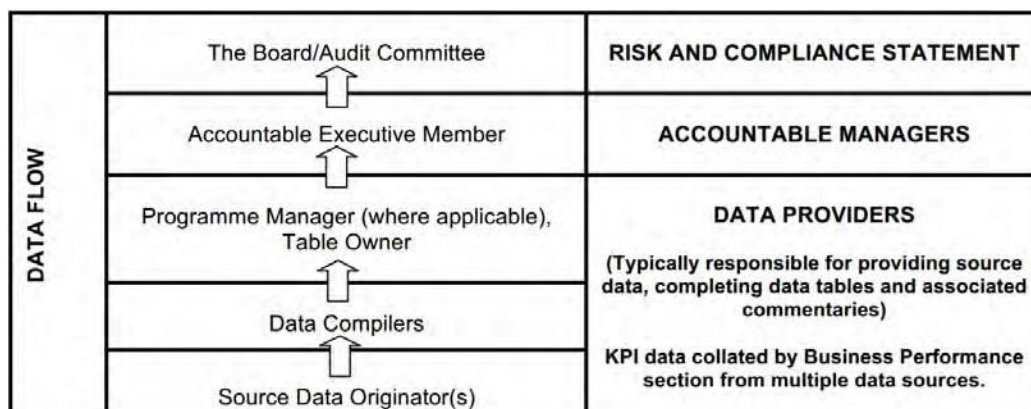 DATA FLOW
The Board/Audit Committee
RISK AND COMPLIANCE STATEMENT
Accountable Executive Member
ACCOUNTABLE MANAGERS
Programme Manager (where applicable),
Table Owner
Data Compilers
Source Data Originator(s)
DATA PROVIDERS
(Typically responsible for providing source
data, completing data tables and associated
commentaries)
KPI data collated by Business Performance
section from multiple data sources.